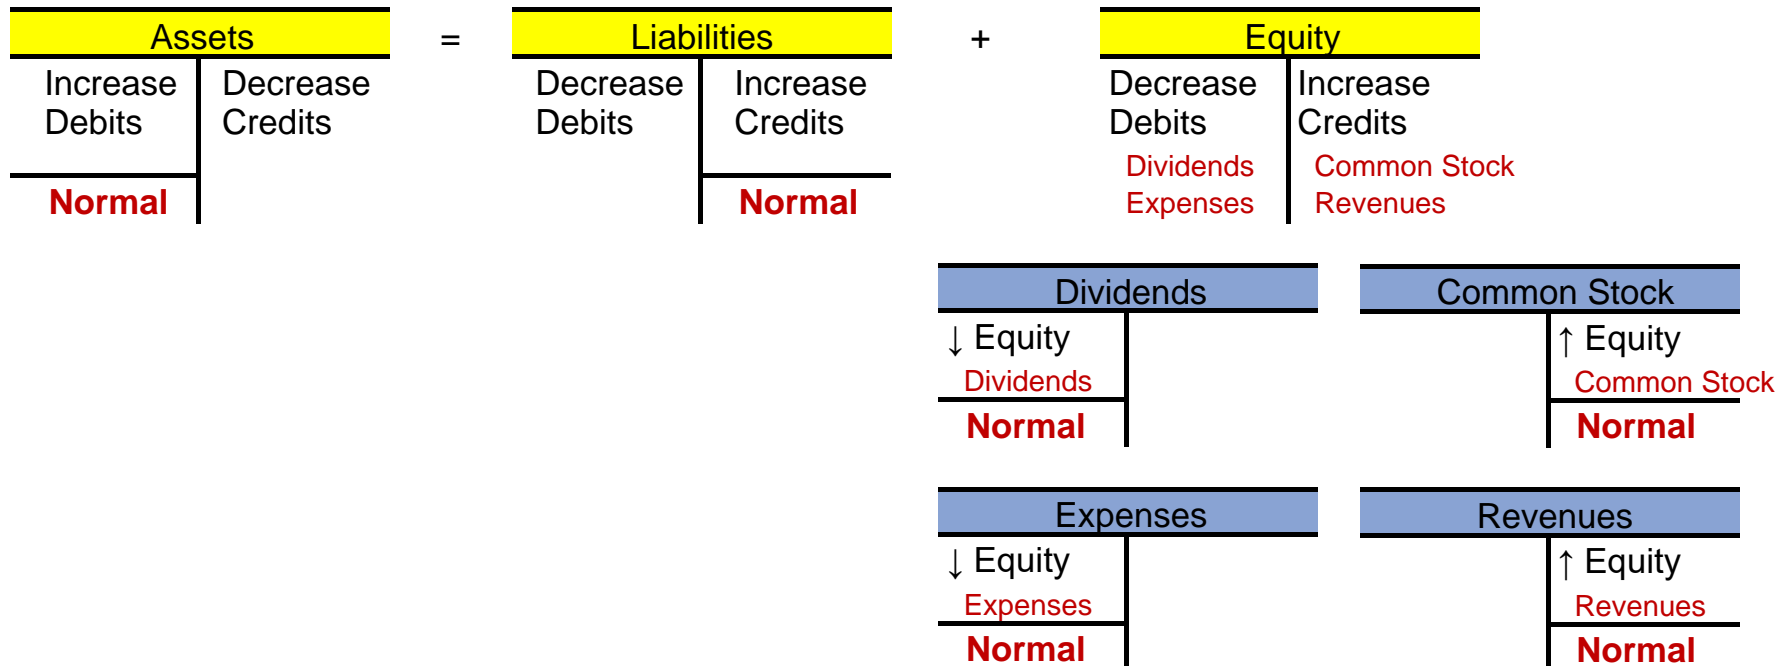 Assets = Liabilities + Equity
Increase Decrease Decrease Increase Decrease Increase
Debits Credits Debits Credits Debits Credits
Dividends Common Stock
Normal Normal Expenses Revenues
Dividends Common Stock
↓ Equity ↑ Equity
Dividends Common Stock
Normal Normal
Expenses Revenues
↓ Equity ↑ Equity
Expenses Revenues
Normal Normal